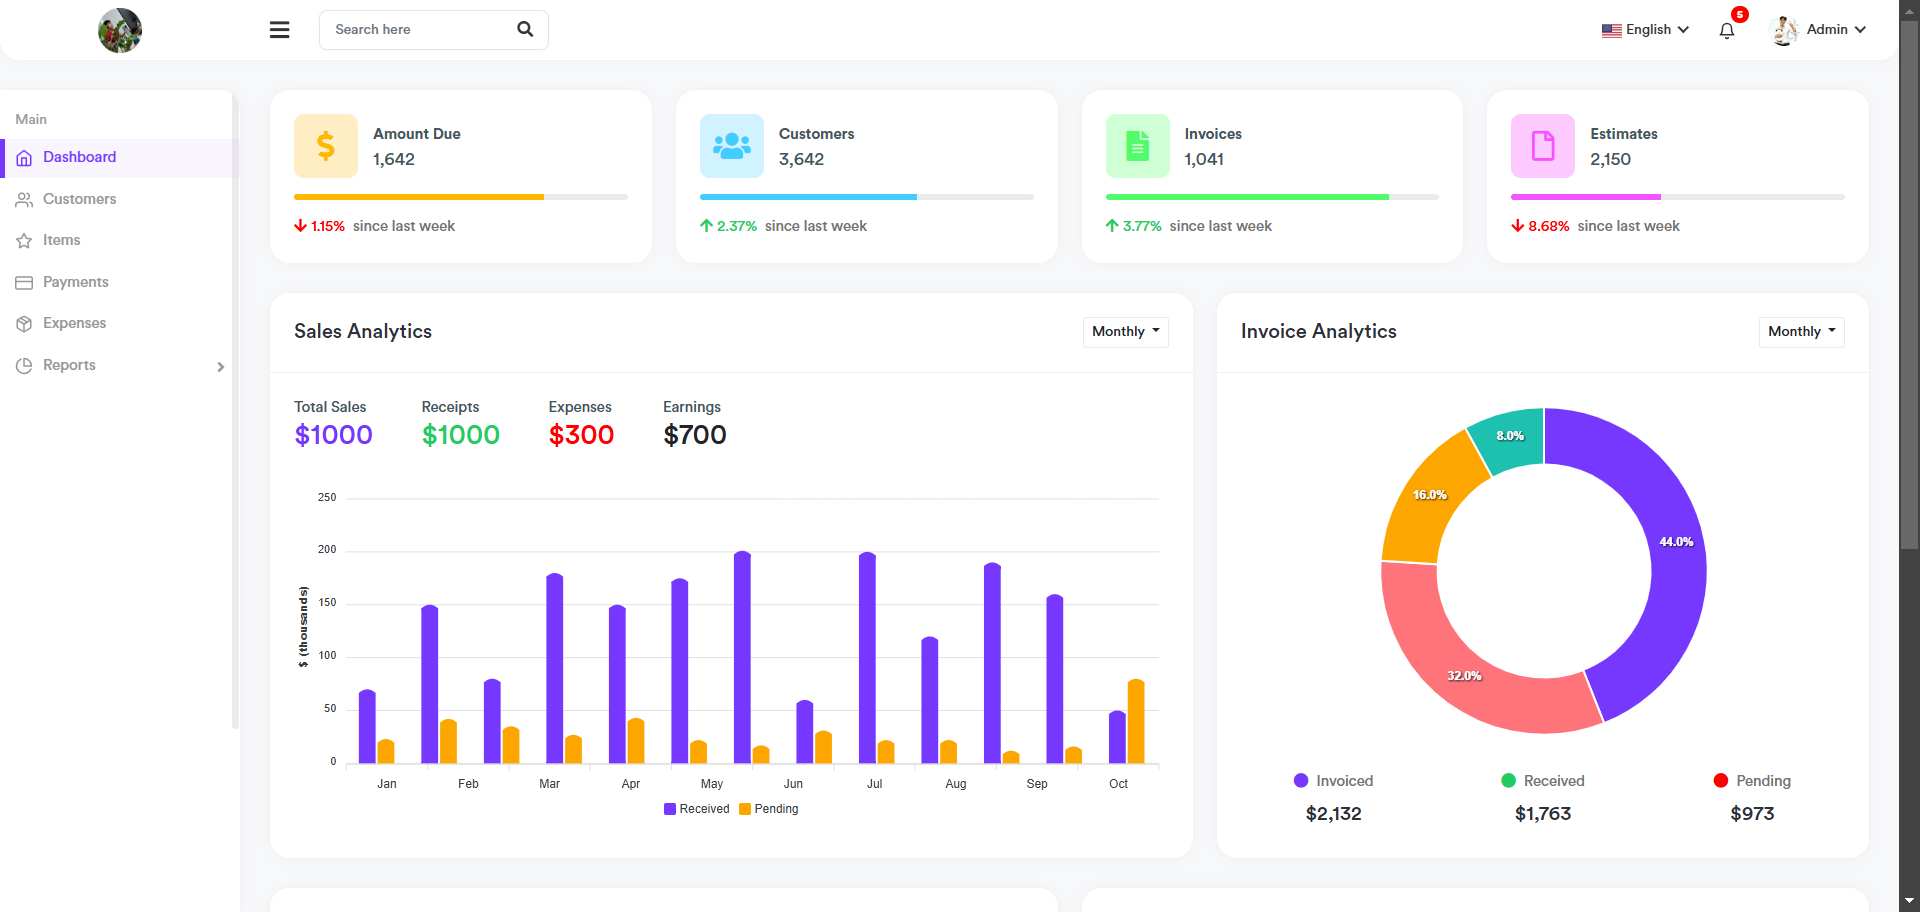 Search here
English
5
Admin
Main
Dashboard
Customers
Items
Payments
Expenses
Reports
Amount Due
1,642
1.15% since last week
Customers
3,642
2.37% since last week
Invoices
1,041
3.77% since last week
Estimates
2,150
8.68% since last week
Sales Analytics
Monthly
Total Sales
$1000
Receipts
$1000
Expenses
$300
Earnings
$700
$ (thousands)
250
200
150
100
50
0
Jan Feb Mar Apr May Jun Jul Aug Sep Oct
Received Pending
Invoice Analytics
Monthly
8.0%
16.0%
44.0%
32.0%
Invoiced
$2,132
Received
$1,763
Pending
$973